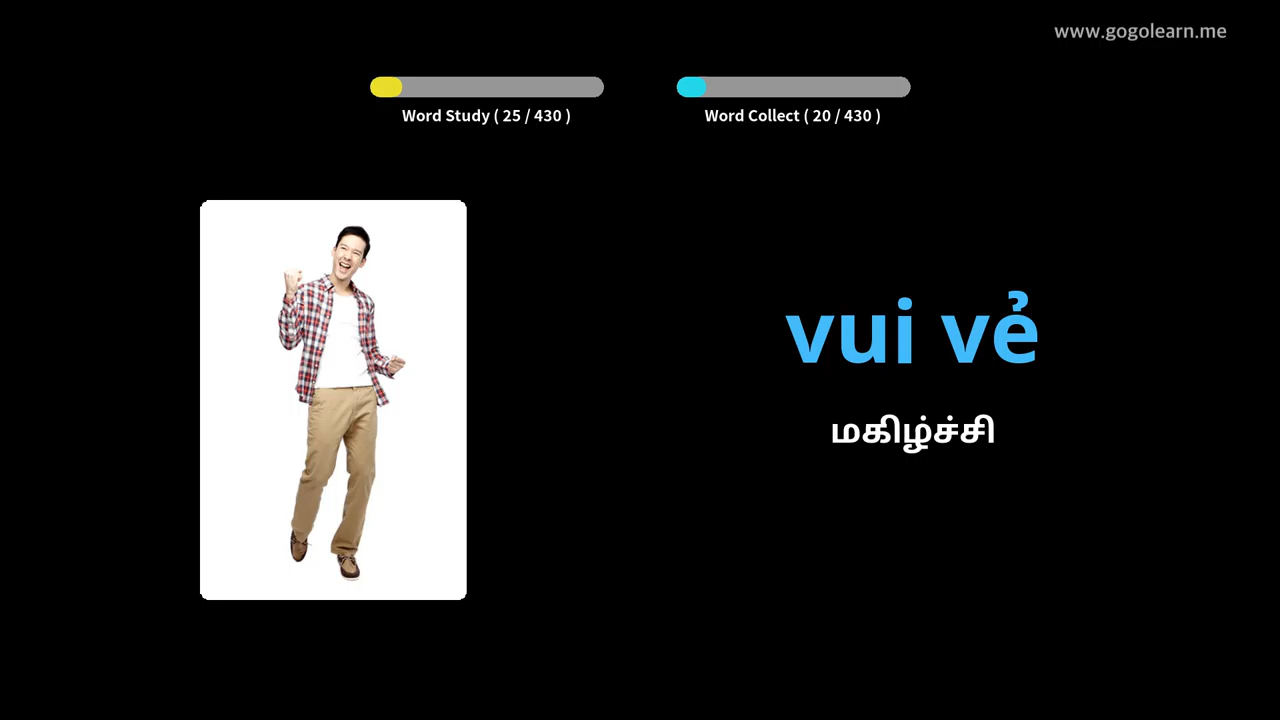 www.gogolearn.me
Word Study ( 25 / 430 )
Word Collect ( 20 / 430 )
vui vẻ
மகிழ்ச்சி